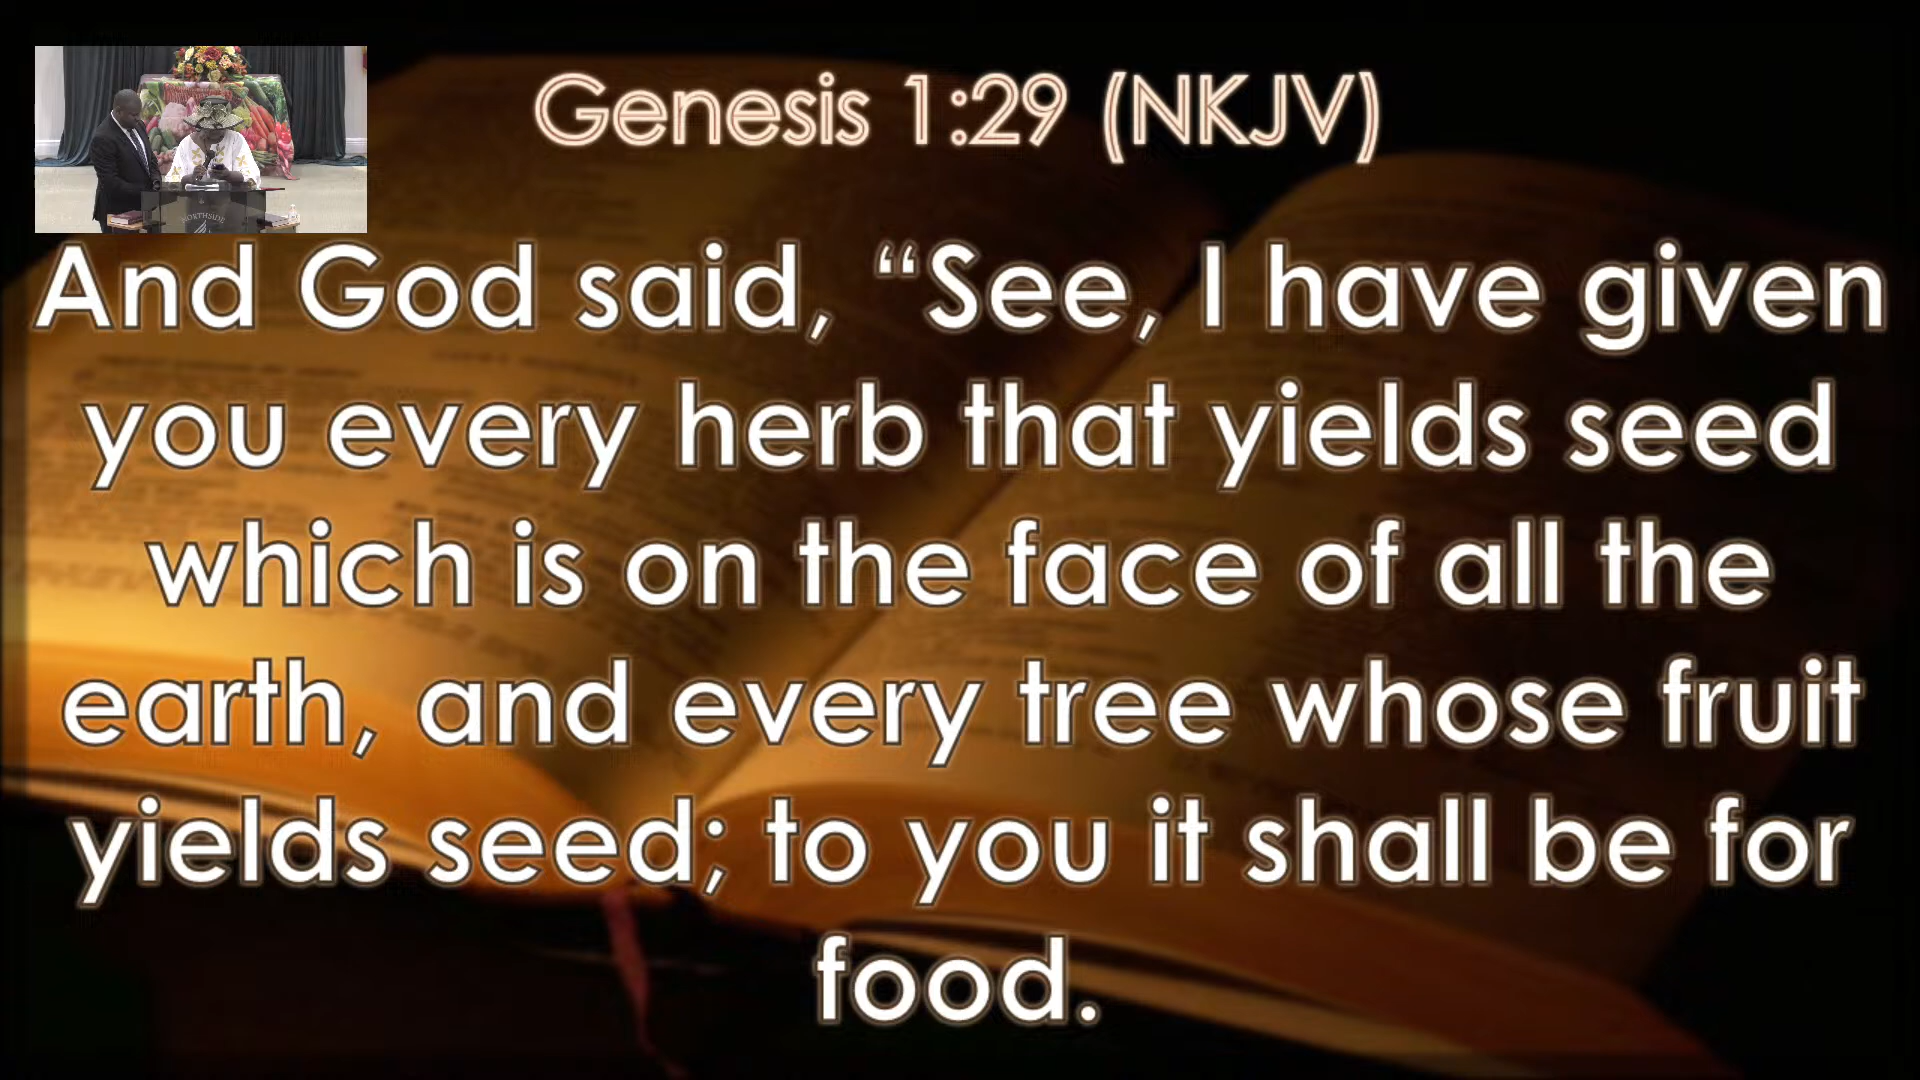 Genesis 1:29 (NKJV)
And God said, “See, I have given
you every herb that yields seed
which is on the face of all the
earth, and every tree whose fruit
yields seed; to you it shall be for
food.
NORTHSIDE